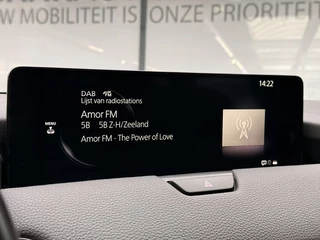 W MOBILITEIT IS ONZE PRIORITEI
14:22
DAB
Lijst van radiostations
Amor FM
5B 5B Z-H/Zeeland
Amor FM - The Power of Love
MENU